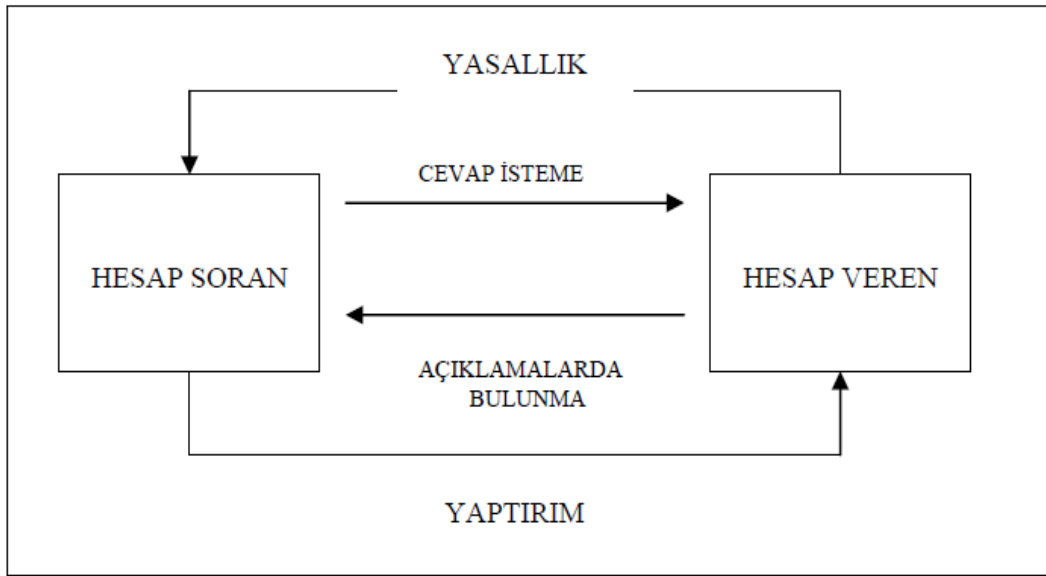 YASALLIK
CEVAP İSTEME
HESAP SORAN
HESAP VEREN
AÇIKLAMALARDA
BULUNMA
YAPTIRIM